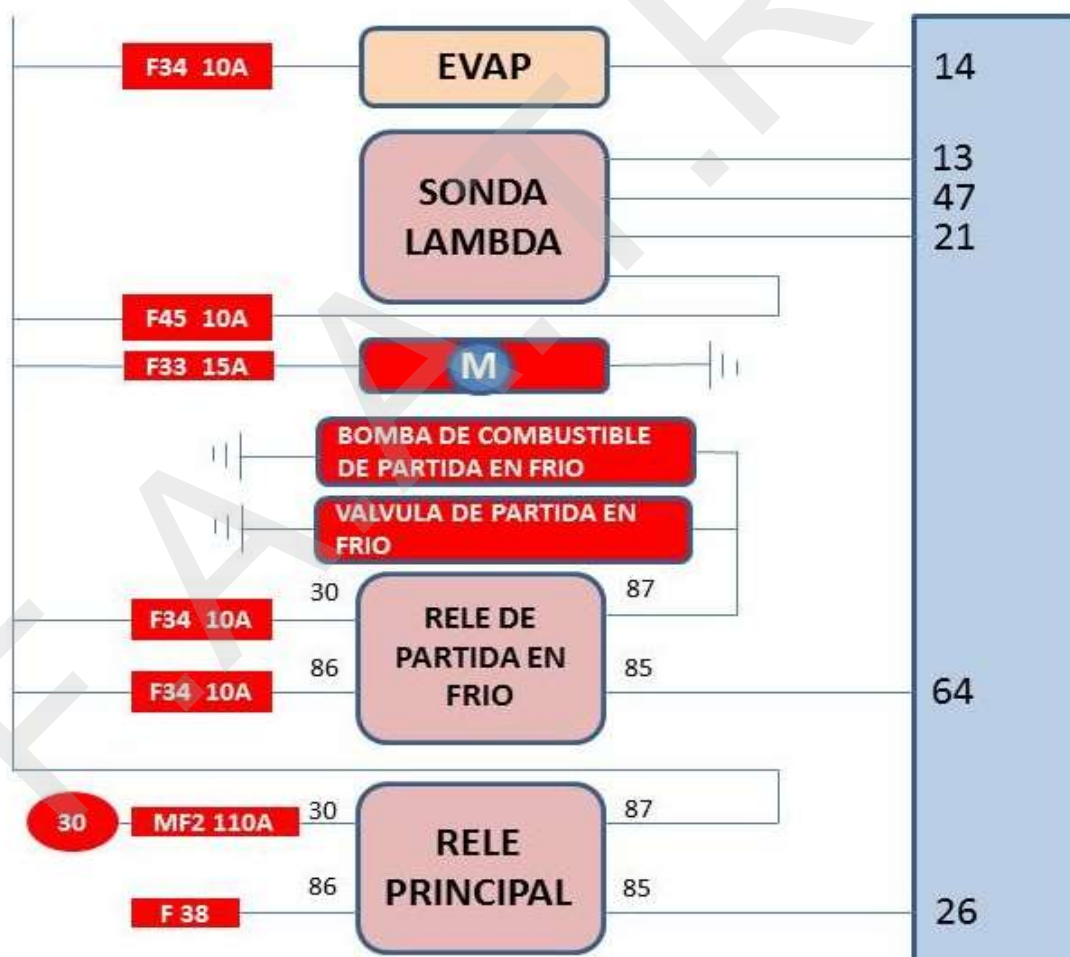 F34 10A
EVAP
14
SONDA
LAMBDA
13
47
21
F45 10A
F33 15A
M
BOMBA DE COMBUSTIBLE
DE PARTIDA EN FRIO
VALVULA DE PARTIDA EN
FRIO
30
87
F34 10A
RELE DE
PARTIDA EN
FRIO
86
85
F34 10A
64
30
MF2 110A
30
87
RELE
PRINCIPAL
86
85
F 38
26